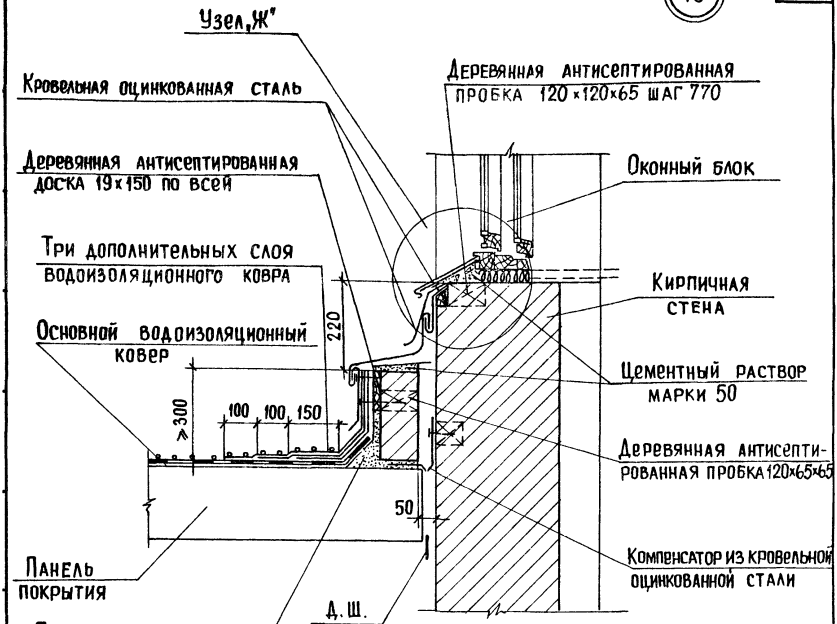 Узел „Ж"
Кровельная оцинкованная сталь
Деревянная антисептированная
пробка 120×120×65 шаг 770
Деревянная антисептированная
доска 19×150 по всей
Оконный блок
Три дополнительных слоя
водоизоляционного ковра
Кирпичная
стена
Основной водоизоляционный
ковер
220
Цементный раствор
марки 50
≥300
100 100 150
Деревянная антисепти-
рованная пробка 120×65×65
50
Компенсатор из кровельной
оцинкованной стали
Панель
покрытия
Д.Ш.